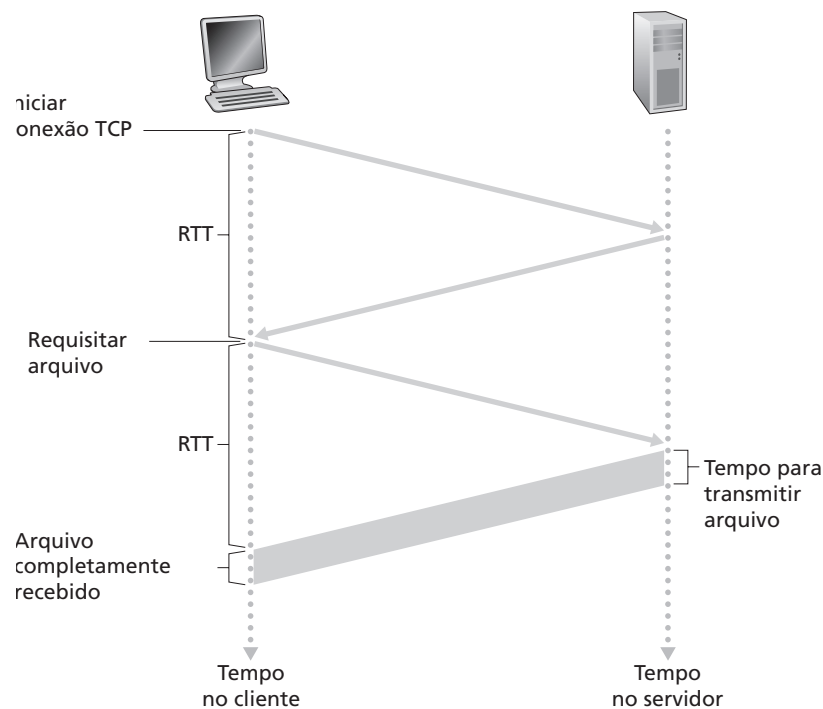 niciar
onexão TCP
RTT
Requisitar
arquivo
RTT
Tempo para
transmitir
arquivo
Arquivo
completamente
recebido
Tempo
no cliente
Tempo
no servidor